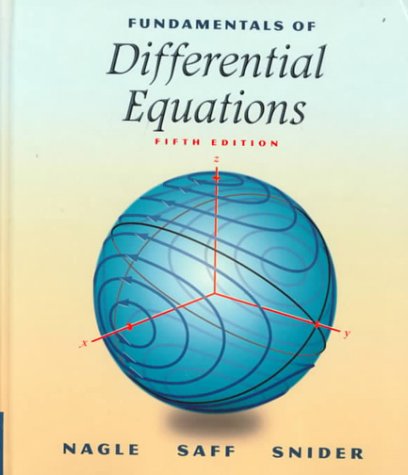 FUNDAMENTALS OF
Differential
Equations
FIFTH EDITION
z
x
y
NAGLE SAFF SNIDER